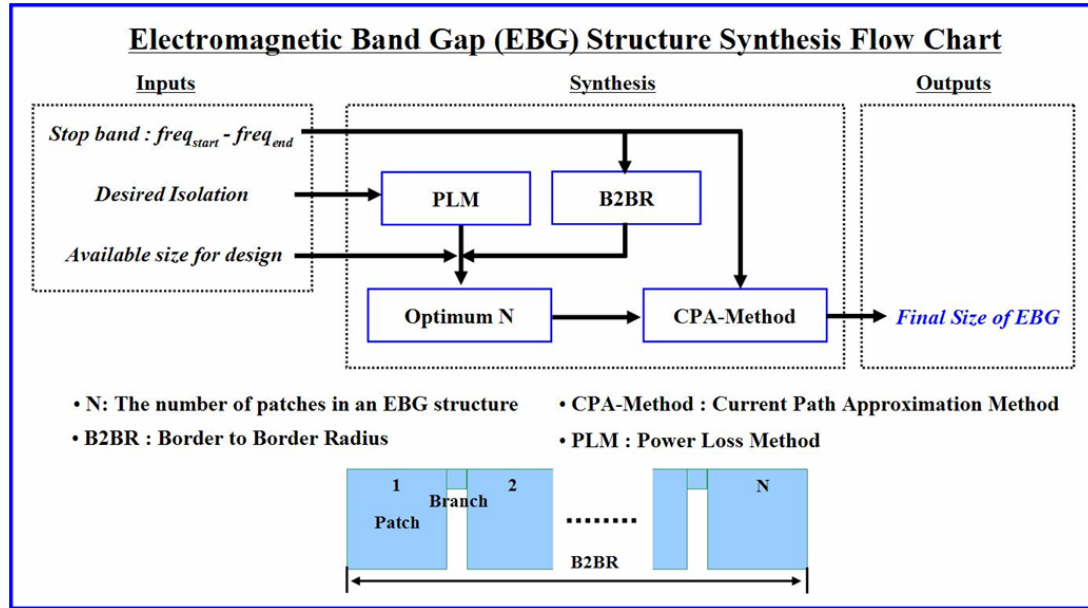 Electromagnetic Band Gap (EBG) Structure Synthesis Flow Chart
Inputs
Synthesis
Outputs
Stop band : freqstart - freqend
Desired Isolation
PLM
B2BR
Available size for design
Optimum N
CPA-Method
Final Size of EBG
• N: The number of patches in an EBG structure
• CPA-Method : Current Path Approximation Method
• B2BR : Border to Border Radius
• PLM : Power Loss Method
1
2
N
Branch
Patch
........
B2BR